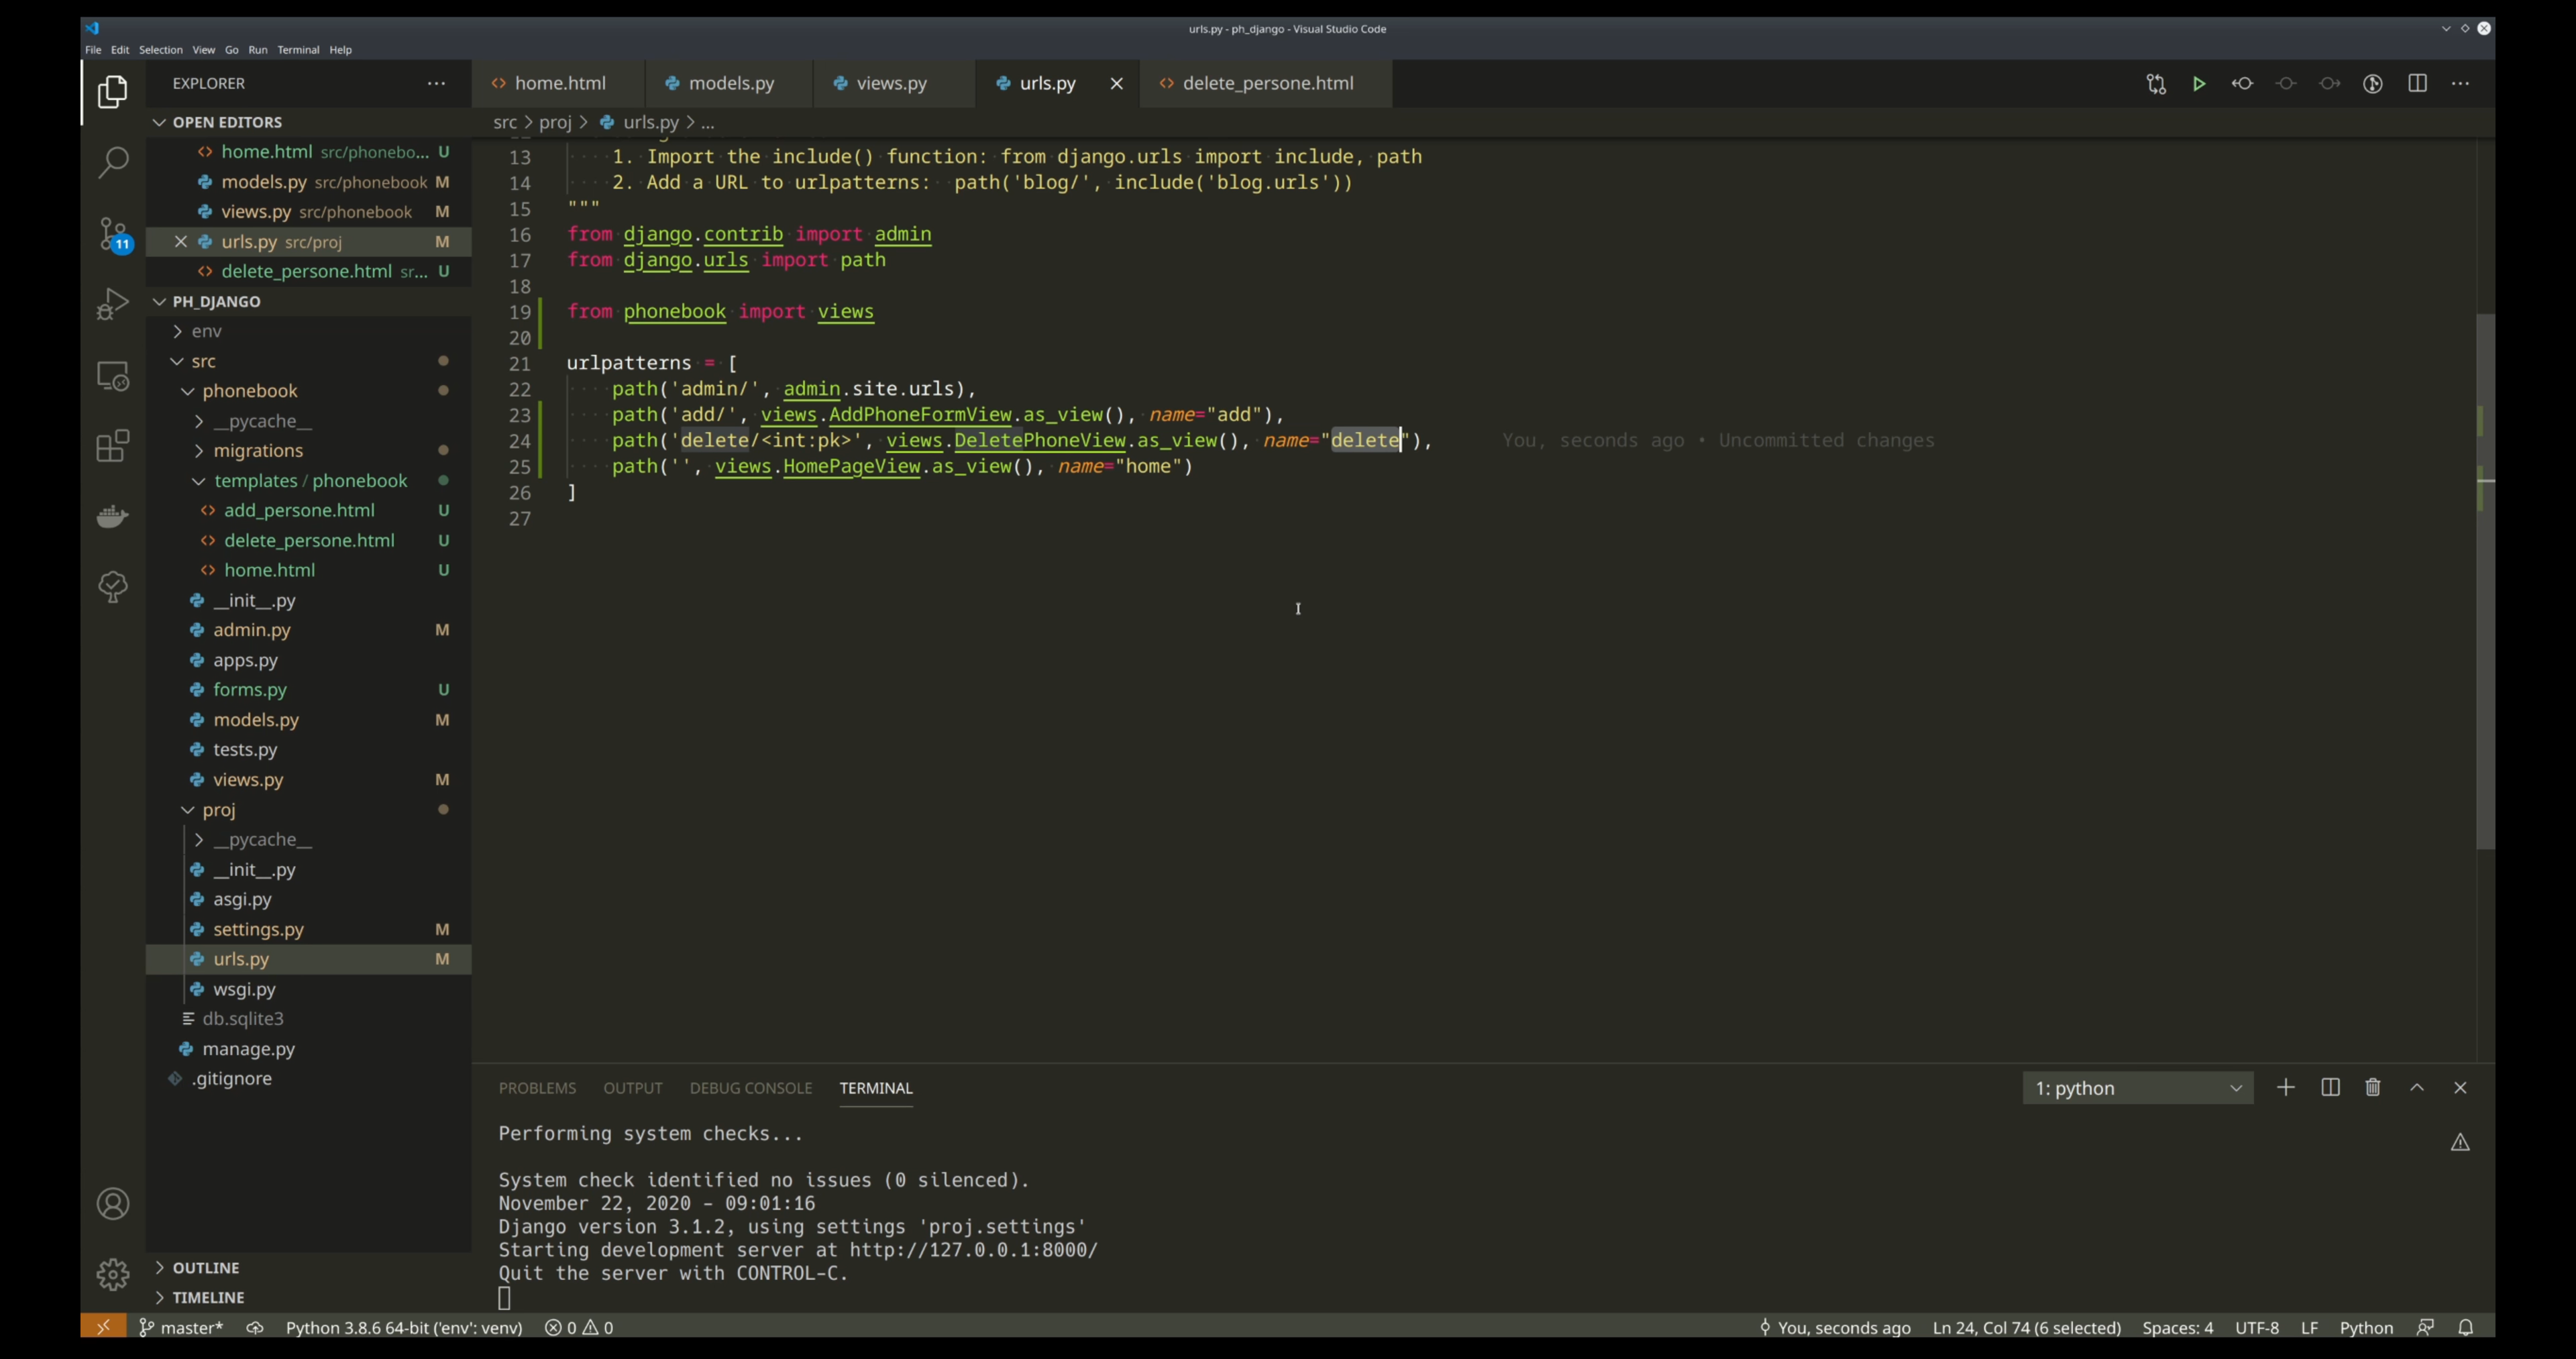 urls.py - ph_django - Visual Studio Code
File Edit Selection View Go Run Terminal Help
EXPLORER
OPEN EDITORS
home.html src/phonebo... U
models.py src/phonebook M
views.py src/phonebook M
urls.py src/proj M
delete_persone.html sr... U
PH_DJANGO
env
src
phonebook
__pycache__
migrations
templates / phonebook
add_persone.html U
delete_persone.html U
home.html U
__init__.py
admin.py M
apps.py
forms.py U
models.py M
tests.py
views.py M
proj
__pycache__
__init__.py
asgi.py
settings.py M
urls.py M
wsgi.py
db.sqlite3
manage.py
.gitignore
OUTLINE
TIMELINE
11
home.html models.py views.py urls.py delete_persone.html
src > proj > urls.py > ...
13 1. Import the include() function: from django.urls import include, path
14 2. Add a URL to urlpatterns:  path('blog/', include('blog.urls'))
15 """
16 from django.contrib import admin
17 from django.urls import path
18
19 from phonebook import views
20
21 urlpatterns = [
22 path('admin/', admin.site.urls),
23 path('add/', views.AddPhoneFormView.as_view(), name="add"),
24 path('delete/<int:pk>', views.DeletePhoneView.as_view(), name="delete"), You, seconds ago • Uncommitted changes
25 path('', views.HomePageView.as_view(), name="home")
26 ]
27
PROBLEMS OUTPUT DEBUG CONSOLE TERMINAL 1: python
Performing system checks...
System check identified no issues (0 silenced).
November 22, 2020 - 09:01:16
Django version 3.1.2, using settings 'proj.settings'
Starting development server at http://127.0.0.1:8000/
Quit the server with CONTROL-C.
master* Python 3.8.6 64-bit ('env': venv) 0 0 You, seconds ago Ln 24, Col 74 (6 selected) Spaces: 4 UTF-8 LF Python